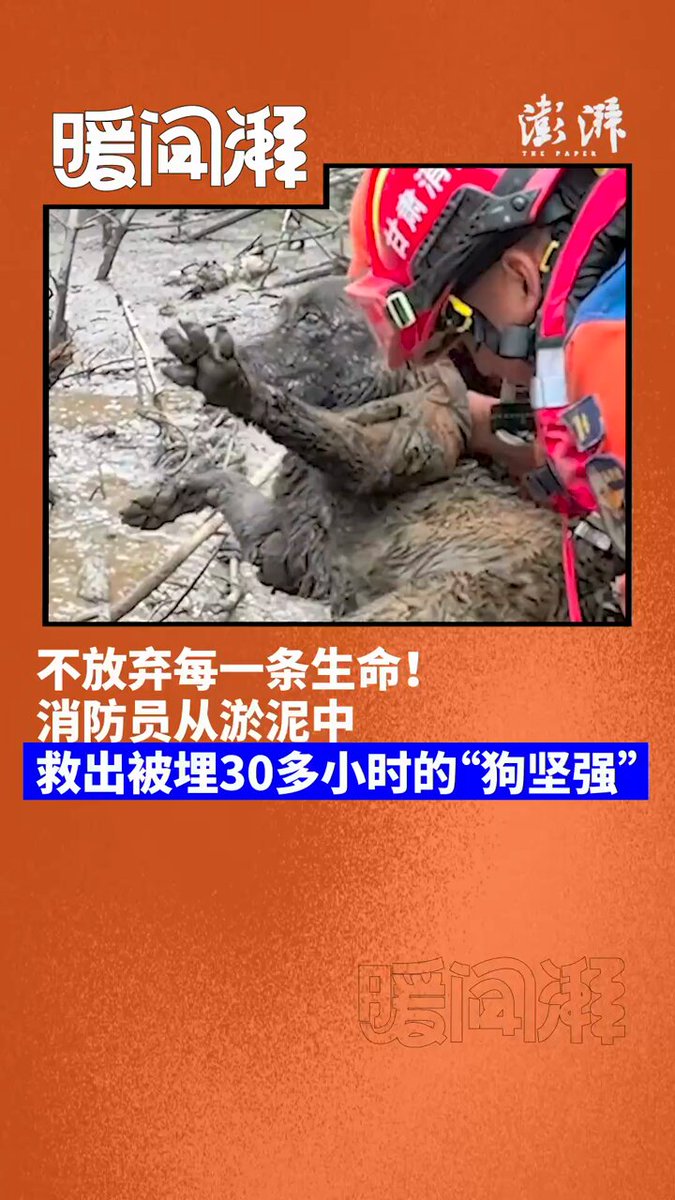 暖闻湃
澎湃
THE PAPER
甘肃消
不放弃每一条生命！
消防员从淤泥中
救出被埋30多小时的“狗坚强”
暖闻湃